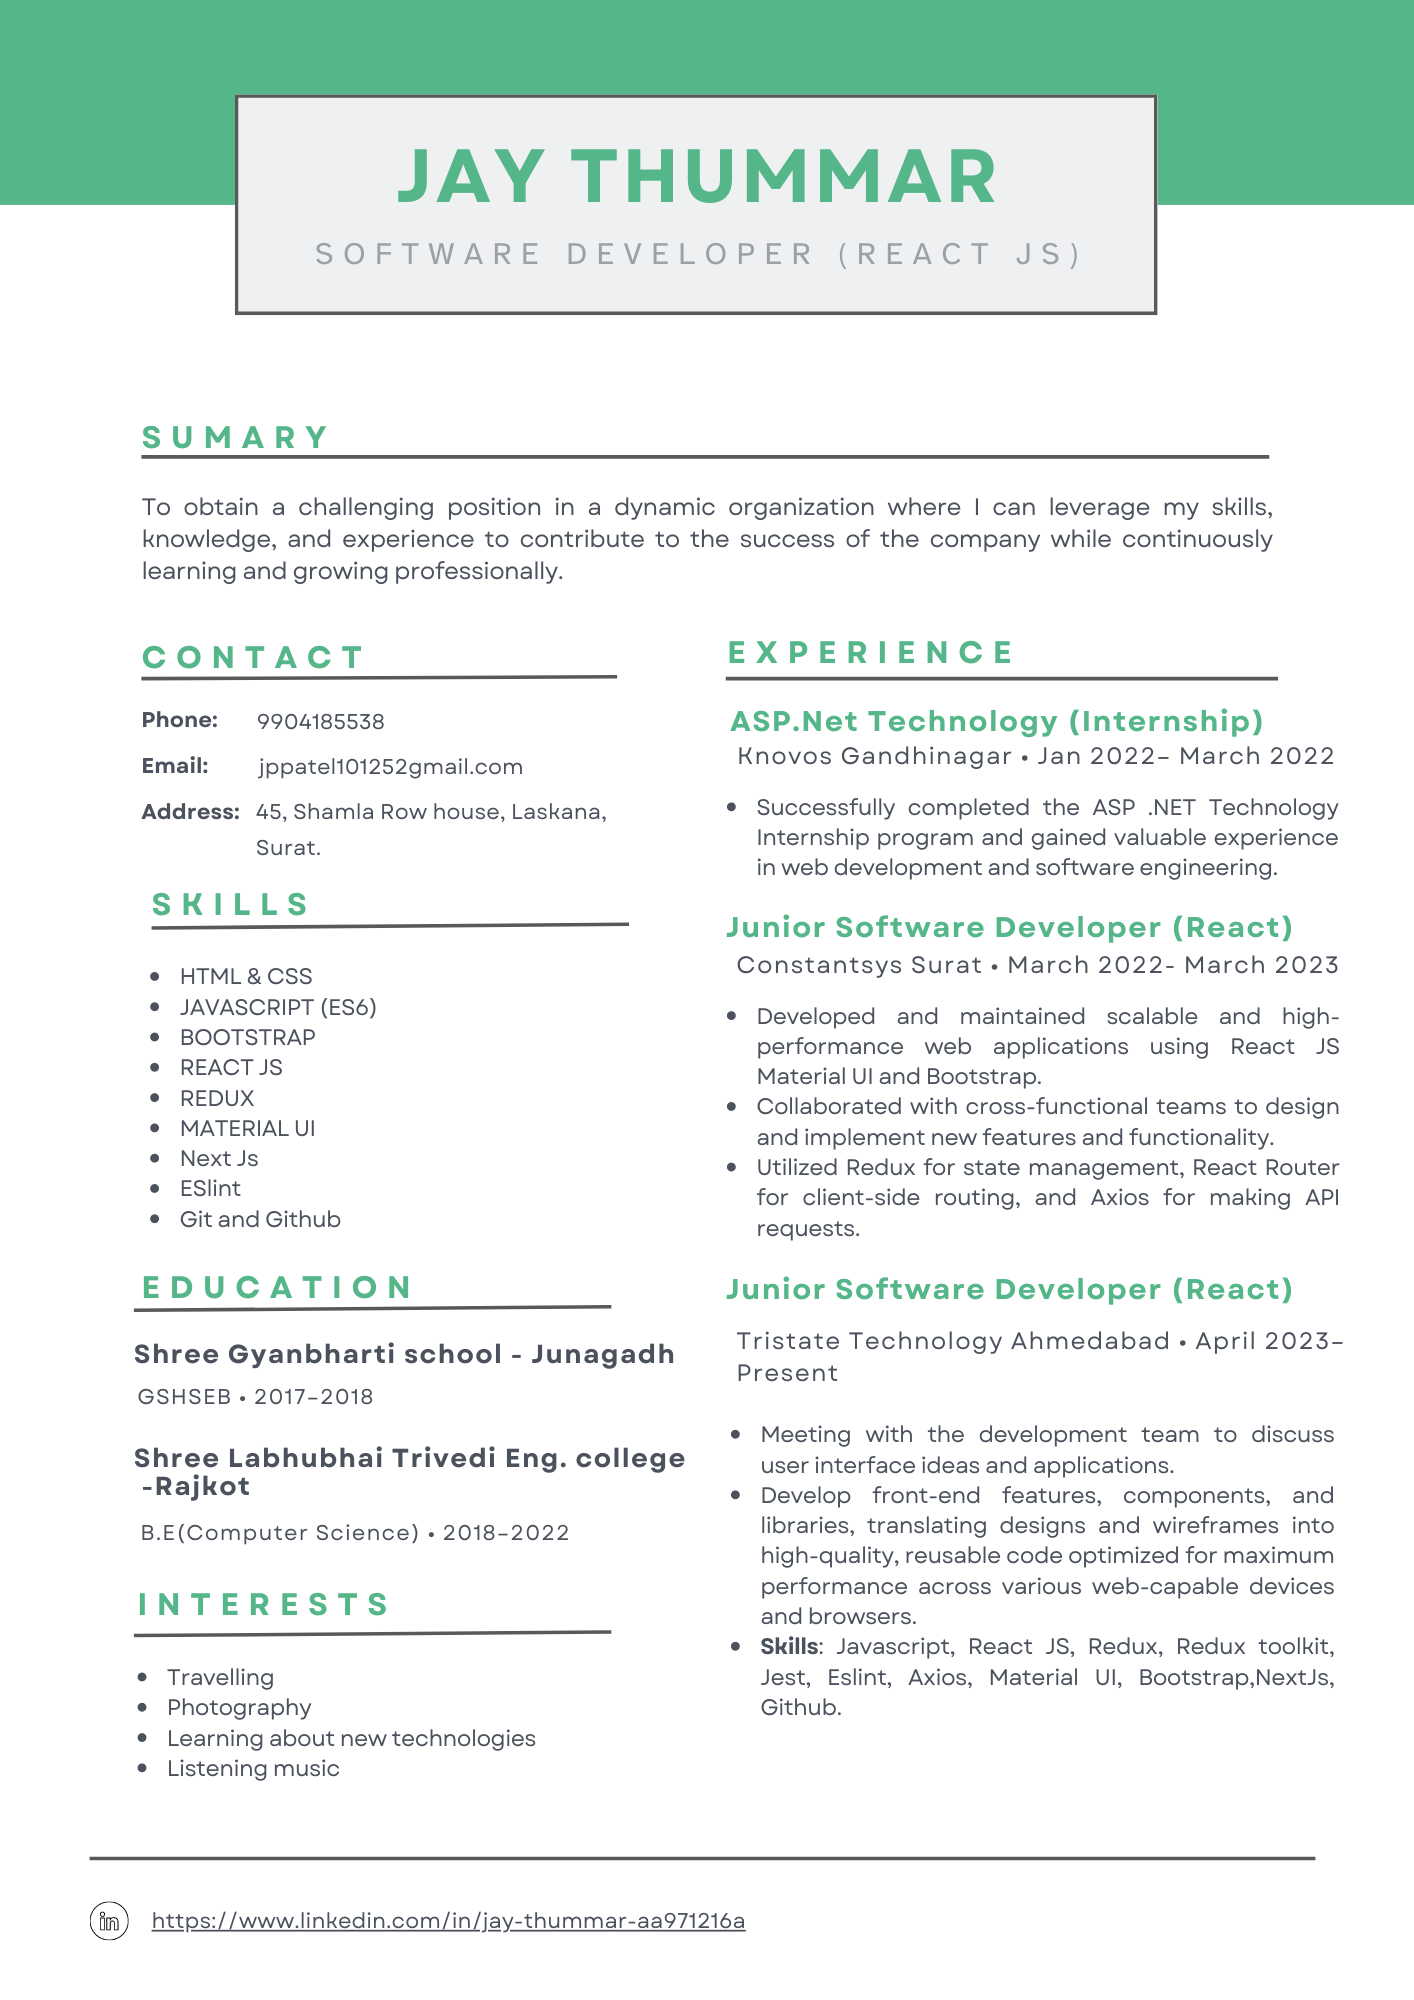 JAY THUMMAR
SOFTWARE DEVELOPER (REACT JS)
SUMARY
To obtain a challenging position in a dynamic organization where I can leverage my skills,
knowledge, and experience to contribute to the success of the company while continuously
learning and growing professionally.
CONTACT
Phone: 9904185538
Email: jppatel101252gmail.com
Address: 45, Shamla Row house, Laskana,
Surat.
SKILLS
• HTML & CSS
• JAVASCRIPT (ES6)
• BOOTSTRAP
• REACT JS
• REDUX
• MATERIAL UI
• Next Js
• ESlint
• Git and Github
EDUCATION
Shree Gyanbharti school - Junagadh
GSHSEB • 2017–2018
Shree Labhubhai Trivedi Eng. college
-Rajkot
B.E(Computer Science) • 2018–2022
INTERESTS
• Travelling
• Photography
• Learning about new technologies
• Listening music
EXPERIENCE
ASP.Net Technology (Internship)
Knovos Gandhinagar • Jan 2022– March 2022
• Successfully completed the ASP .NET Technology
Internship program and gained valuable experience
in web development and software engineering.
Junior Software Developer (React)
Constantsys Surat • March 2022- March 2023
• Developed and maintained scalable and high-
performance web applications using React JS
Material UI and Bootstrap.
• Collaborated with cross-functional teams to design
and implement new features and functionality.
• Utilized Redux for state management, React Router
for client-side routing, and Axios for making API
requests.
Junior Software Developer (React)
Tristate Technology Ahmedabad • April 2023–
Present
• Meeting with the development team to discuss
user interface ideas and applications.
• Develop front-end features, components, and
libraries, translating designs and wireframes into
high-quality, reusable code optimized for maximum
performance across various web-capable devices
and browsers.
• Skills: Javascript, React JS, Redux, Redux toolkit,
Jest, Eslint, Axios, Material UI, Bootstrap,NextJs,
Github.
in https://www.linkedin.com/in/jay-thummar-aa971216a